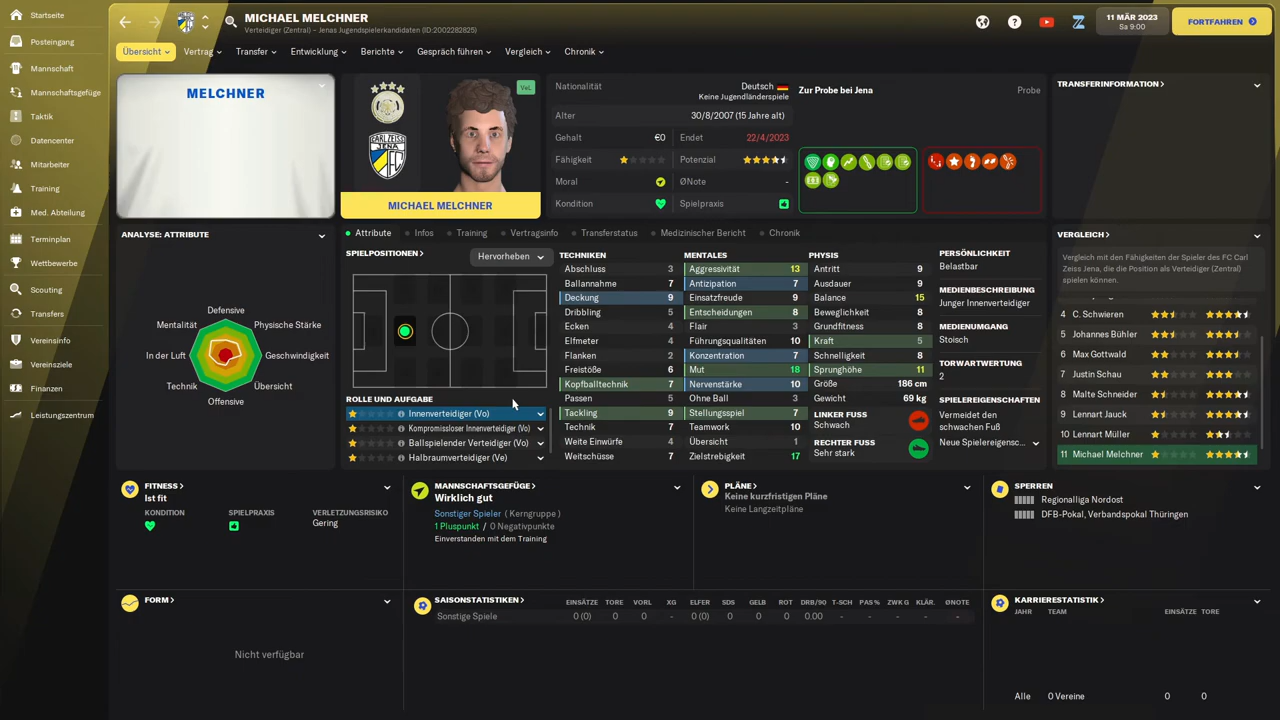 Startseite
Posteingang
Mannschaft
Mannschaftsgefüge
Taktik
Datencenter
Mitarbeiter
Training
Med. Abteilung
Terminplan
Wettbewerbe
Scouting
Transfers
Vereinsinfo
Vereinsziele
Finanzen
Leistungszentrum
MICHAEL MELCHNER
Verteidiger (Zentral) – Jenas Jugendspielerkandidaten (ID:2002282825)
11 MÄR 2023
Sa 9:00
FORTFAHREN
Übersicht Vertrag Transfer Entwicklung Berichte Gespräch führen Vergleich Chronik
MELCHNER
CARL ZEISS
JENA
VeL
MICHAEL MELCHNER
Nationalität Deutsch
Keine Jugendländerspiele
Alter 30/8/2007 (15 Jahre alt)
Gehalt €0 Endet 22/4/2023
Fähigkeit Potenzial
Moral ØNote -
Kondition Spielpraxis
Zur Probe bei Jena Probe
TRANSFERINFORMATION
ANALYSE: ATTRIBUTE
Defensive
Mentalität Physische Stärke
In der Luft Geschwindigkeit
Technik Übersicht
Offensive
Attribute Infos Training Vertragsinfo Transferstatus Medizinischer Bericht Chronik
SPIELPOSITIONEN Hervorheben
ROLLE UND AUFGABE
Innenverteidiger (Vo)
Kompromissloser Innenverteidiger (Vo)
Ballspielender Verteidiger (Vo)
Halbraumverteidiger (Ve)
TECHNIKEN
Abschluss 3
Ballannahme 7
Deckung 9
Dribbling 5
Ecken 4
Elfmeter 4
Flanken 2
Freistöße 6
Kopfballtechnik 7
Passen 5
Tackling 9
Technik 7
Weite Einwürfe 4
Weitschüsse 7
MENTALES
Aggressivität 13
Antizipation 7
Einsatzfreude 9
Entscheidungen 8
Flair 3
Führungsqualitäten 10
Konzentration 7
Mut 18
Nervenstärke 10
Ohne Ball 3
Stellungsspiel 7
Teamwork 10
Übersicht 1
Zielstrebigkeit 17
PHYSIS
Antritt 9
Ausdauer 9
Balance 15
Beweglichkeit 8
Grundfitness 8
Kraft 5
Schnelligkeit 8
Sprunghöhe 11
Größe 186 cm
Gewicht 69 kg
LINKER FUSS
Schwach
RECHTER FUSS
Sehr stark
PERSÖNLICHKEIT
Belastbar
MEDIENBESCHREIBUNG
Junger Innenverteidiger
MEDIENUMGANG
Stoisch
TORWARTWERTUNG
2
SPIELEREIGENSCHAFTEN
Vermeidet den
schwachen Fuß
Neue Spielereigensc...
VERGLEICH
Vergleich mit den Fähigkeiten der Spieler des FC Carl
Zeiss Jena, die die Position als Verteidiger (Zentral)
spielen können.
4 C. Schwieren
5 Johannes Bühler
6 Max Gottwald
7 Justin Schau
8 Malte Schneider
9 Lennart Jauck
10 Lennart Müller
11 Michael Melchner
FITNESS
Ist fit
KONDITION SPIELPRAXIS VERLETZUNGSRISIKO
Gering
MANNSCHAFTSGEFÜGE
Wirklich gut
Sonstiger Spieler ( Kerngruppe )
1 Pluspunkt / 0 Negativpunkte
Einverstanden mit dem Training
PLÄNE
Keine kurzfristigen Pläne
Keine Langzeitpläne
SPERREN
Regionalliga Nordost
DFB-Pokal, Verbandspokal Thüringen
FORM
Nicht verfügbar
SAISONSTATISTIKEN EINSÄTZE TORE VORL XG ELFER SDS GELB ROT DRB/90 T-SCH PAS % ZWK G KLÄR. ØNOTE
Sonstige Spiele 0 (0) 0 0 - 0 (0) 0 0 0 0.00 - - - - -
KARRIERESTATISTIK
JAHR TEAM EINSÄTZE TORE
Alle 0 Vereine 0 0